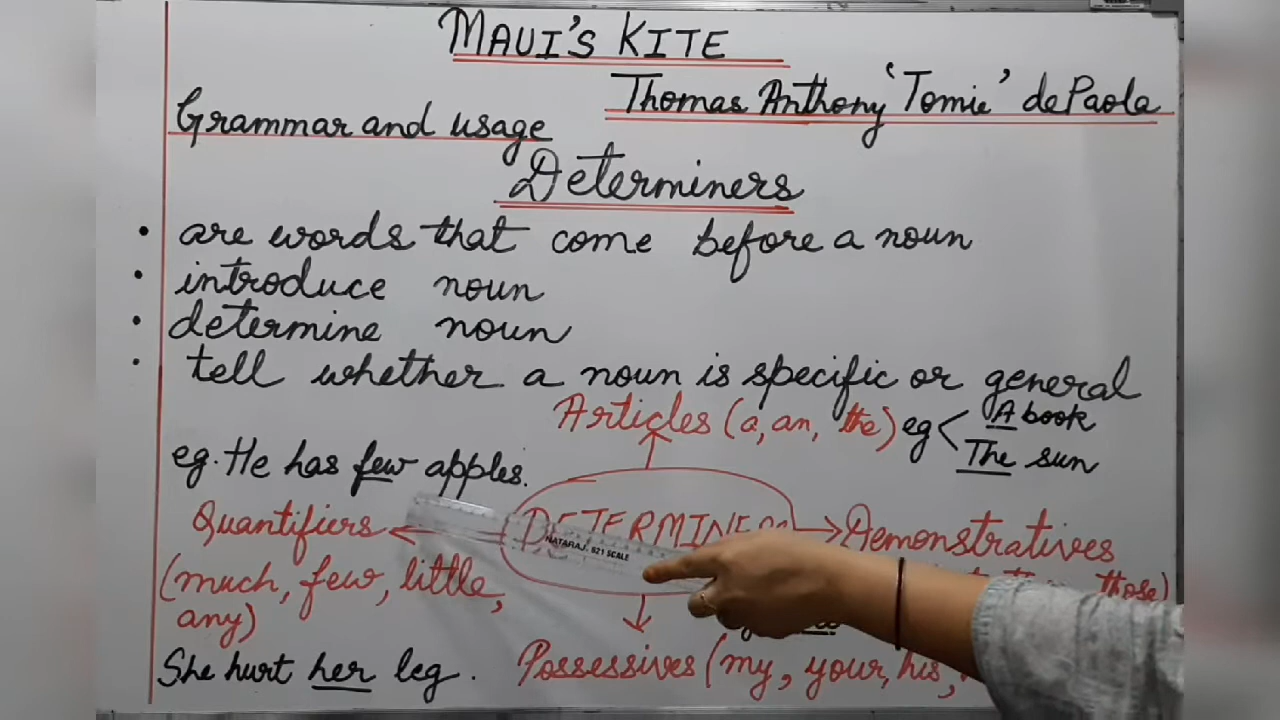 MAUI'S KITE
Thomas Anthony 'Tomie' dePaola
Grammar and usage
Determiners
• are words that come before a noun
• introduce noun
• determine noun
• tell whether a noun is specific or general
Articles (a, an, the) eg A book
The sun
eg. He has few apples.
Quantifiers
DETERMINERS
Demonstratives
(much, few, little,
any)
those)
She hurt her leg.
Possessives (my, your, his,
NATARAJ. 621 SCALE